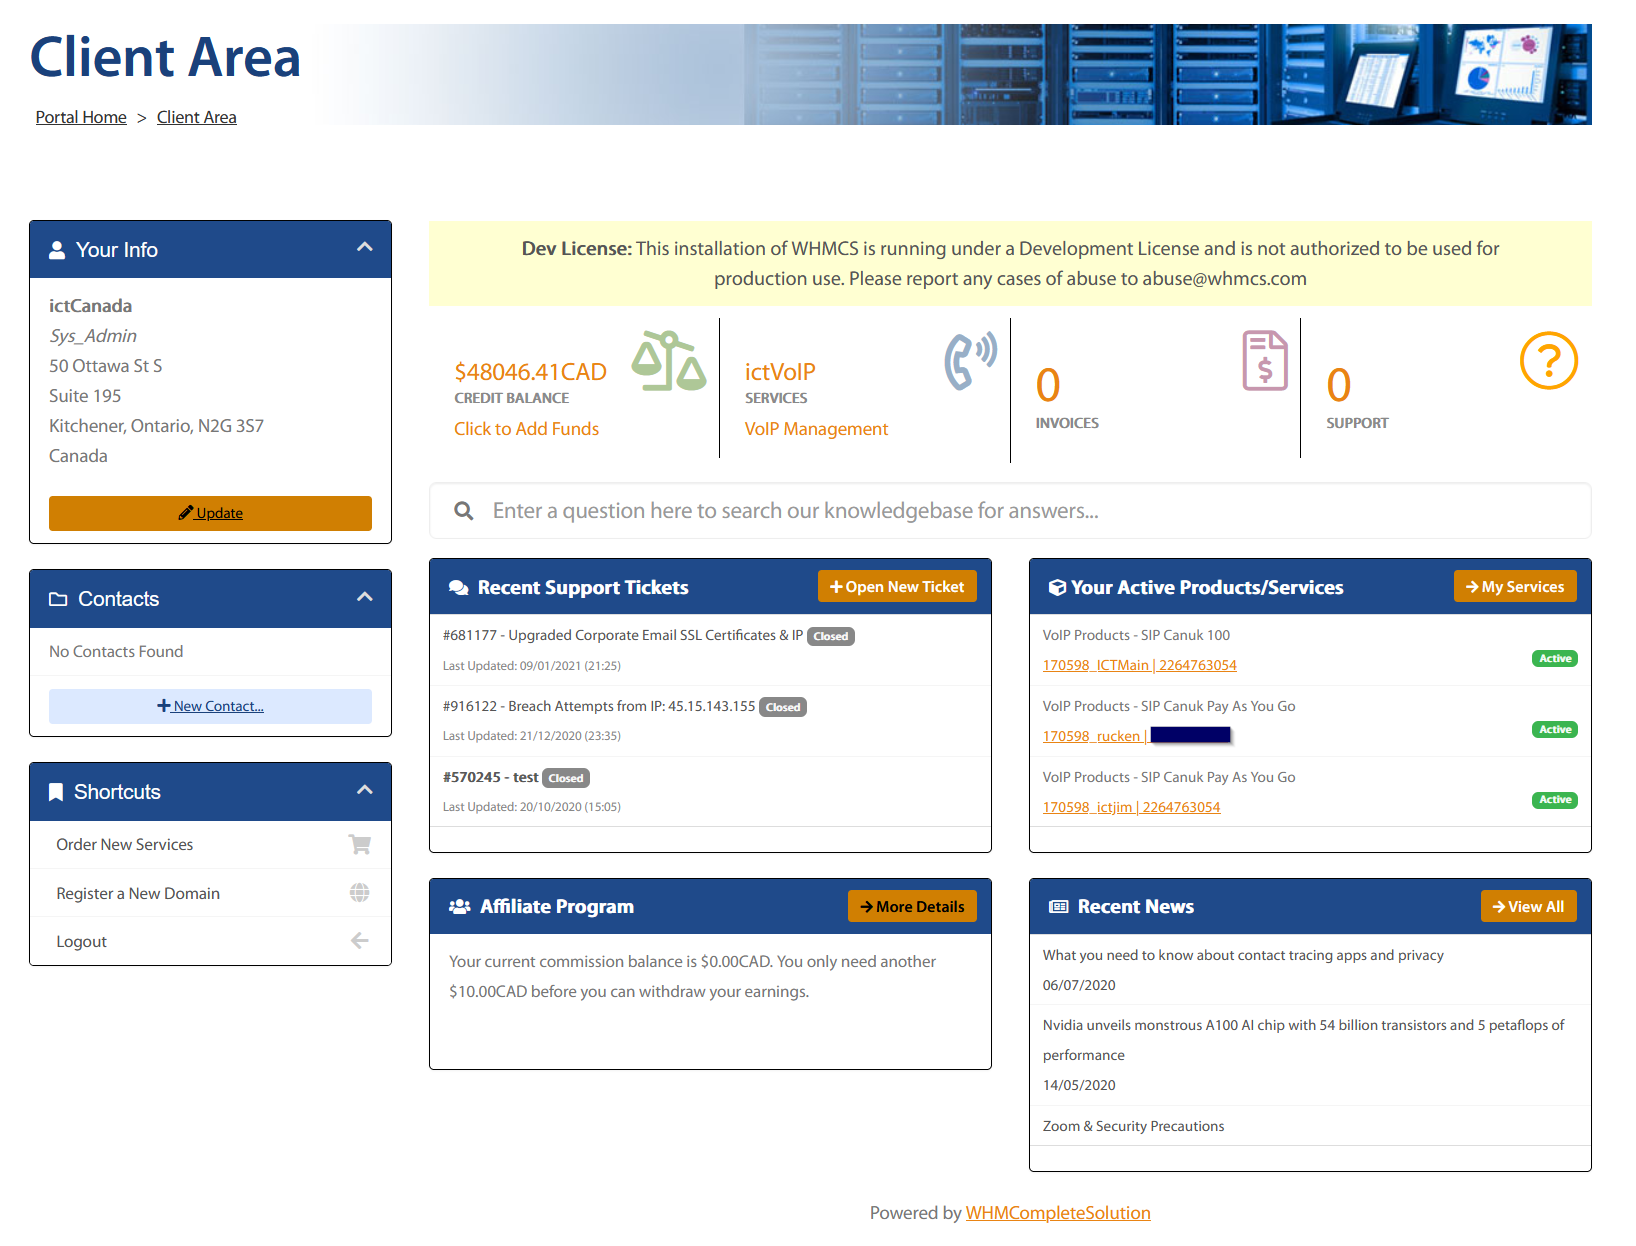 Client Area
Portal Home > Client Area
Your Info
ictCanada
Sys_Admin
50 Ottawa St S
Suite 195
Kitchener, Ontario, N2G 3S7
Canada
Update
Contacts
No Contacts Found
New Contact...
Shortcuts
Order New Services
Register a New Domain
Logout
Dev License: This installation of WHMCS is running under a Development License and is not authorized to be used for
production use. Please report any cases of abuse to abuse@whmcs.com
$48046.41CAD
CREDIT BALANCE
Click to Add Funds
ictVoIP
SERVICES
VoIP Management
0
INVOICES
0
SUPPORT
Enter a question here to search our knowledgebase for answers...
Recent Support Tickets
Open New Ticket
#681177 - Upgraded Corporate Email SSL Certificates & IP Closed
Last Updated: 09/01/2021 (21:25)
#916122 - Breach Attempts from IP: 45.15.143.155 Closed
Last Updated: 21/12/2020 (23:35)
#570245 - test Closed
Last Updated: 20/10/2020 (15:05)
Your Active Products/Services
My Services
VoIP Products - SIP Canuk 100
170598_ICTMain | 2264763054
Active
VoIP Products - SIP Canuk Pay As You Go
170598_rucken |
Active
VoIP Products - SIP Canuk Pay As You Go
170598_ictjim | 2264763054
Active
Affiliate Program
More Details
Your current commission balance is $0.00CAD. You only need another
$10.00CAD before you can withdraw your earnings.
Recent News
View All
What you need to know about contact tracing apps and privacy
06/07/2020
Nvidia unveils monstrous A100 AI chip with 54 billion transistors and 5 petaflops of
performance
14/05/2020
Zoom & Security Precautions
Powered by WHMCompleteSolution